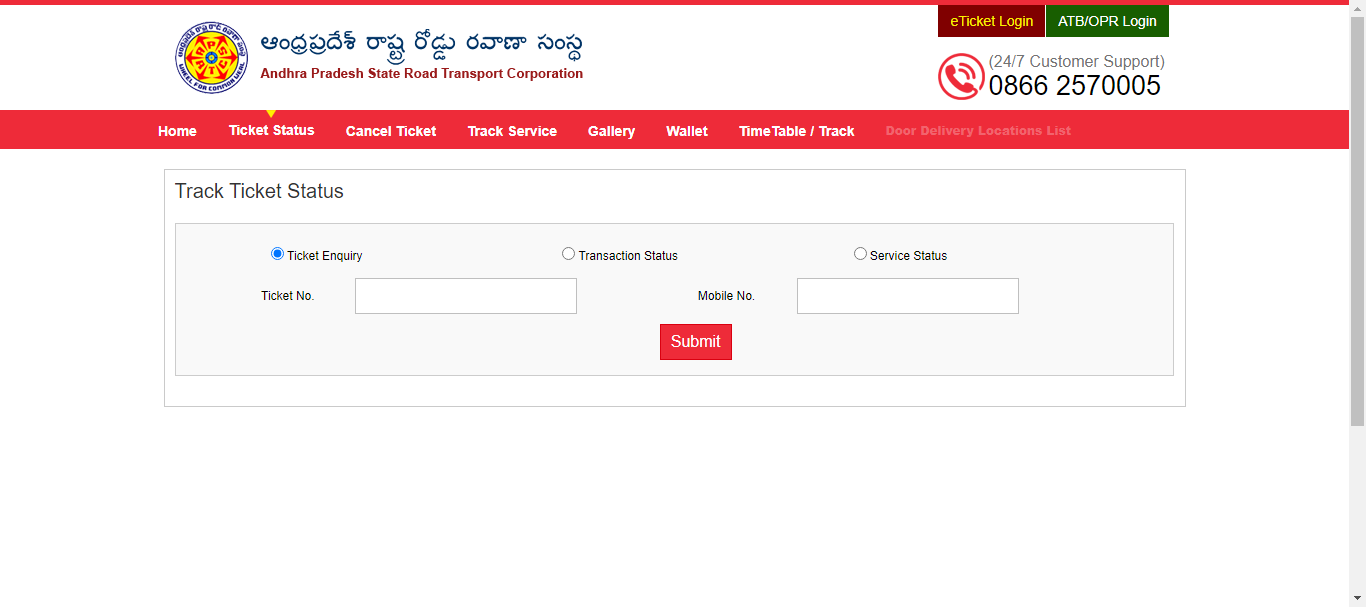 eTicket Login ATB/OPR Login
ఆంధ్రప్రదేశ్ రాష్ట్ర రోడ్డు రవాణా సంస్థ
Andhra Pradesh State Road Transport Corporation
(24/7 Customer Support)
0866 2570005
Home Ticket Status Cancel Ticket Track Service Gallery Wallet TimeTable / Track Door Delivery Locations List
Track Ticket Status
Ticket Enquiry Transaction Status Service Status
Ticket No. Mobile No.
Submit